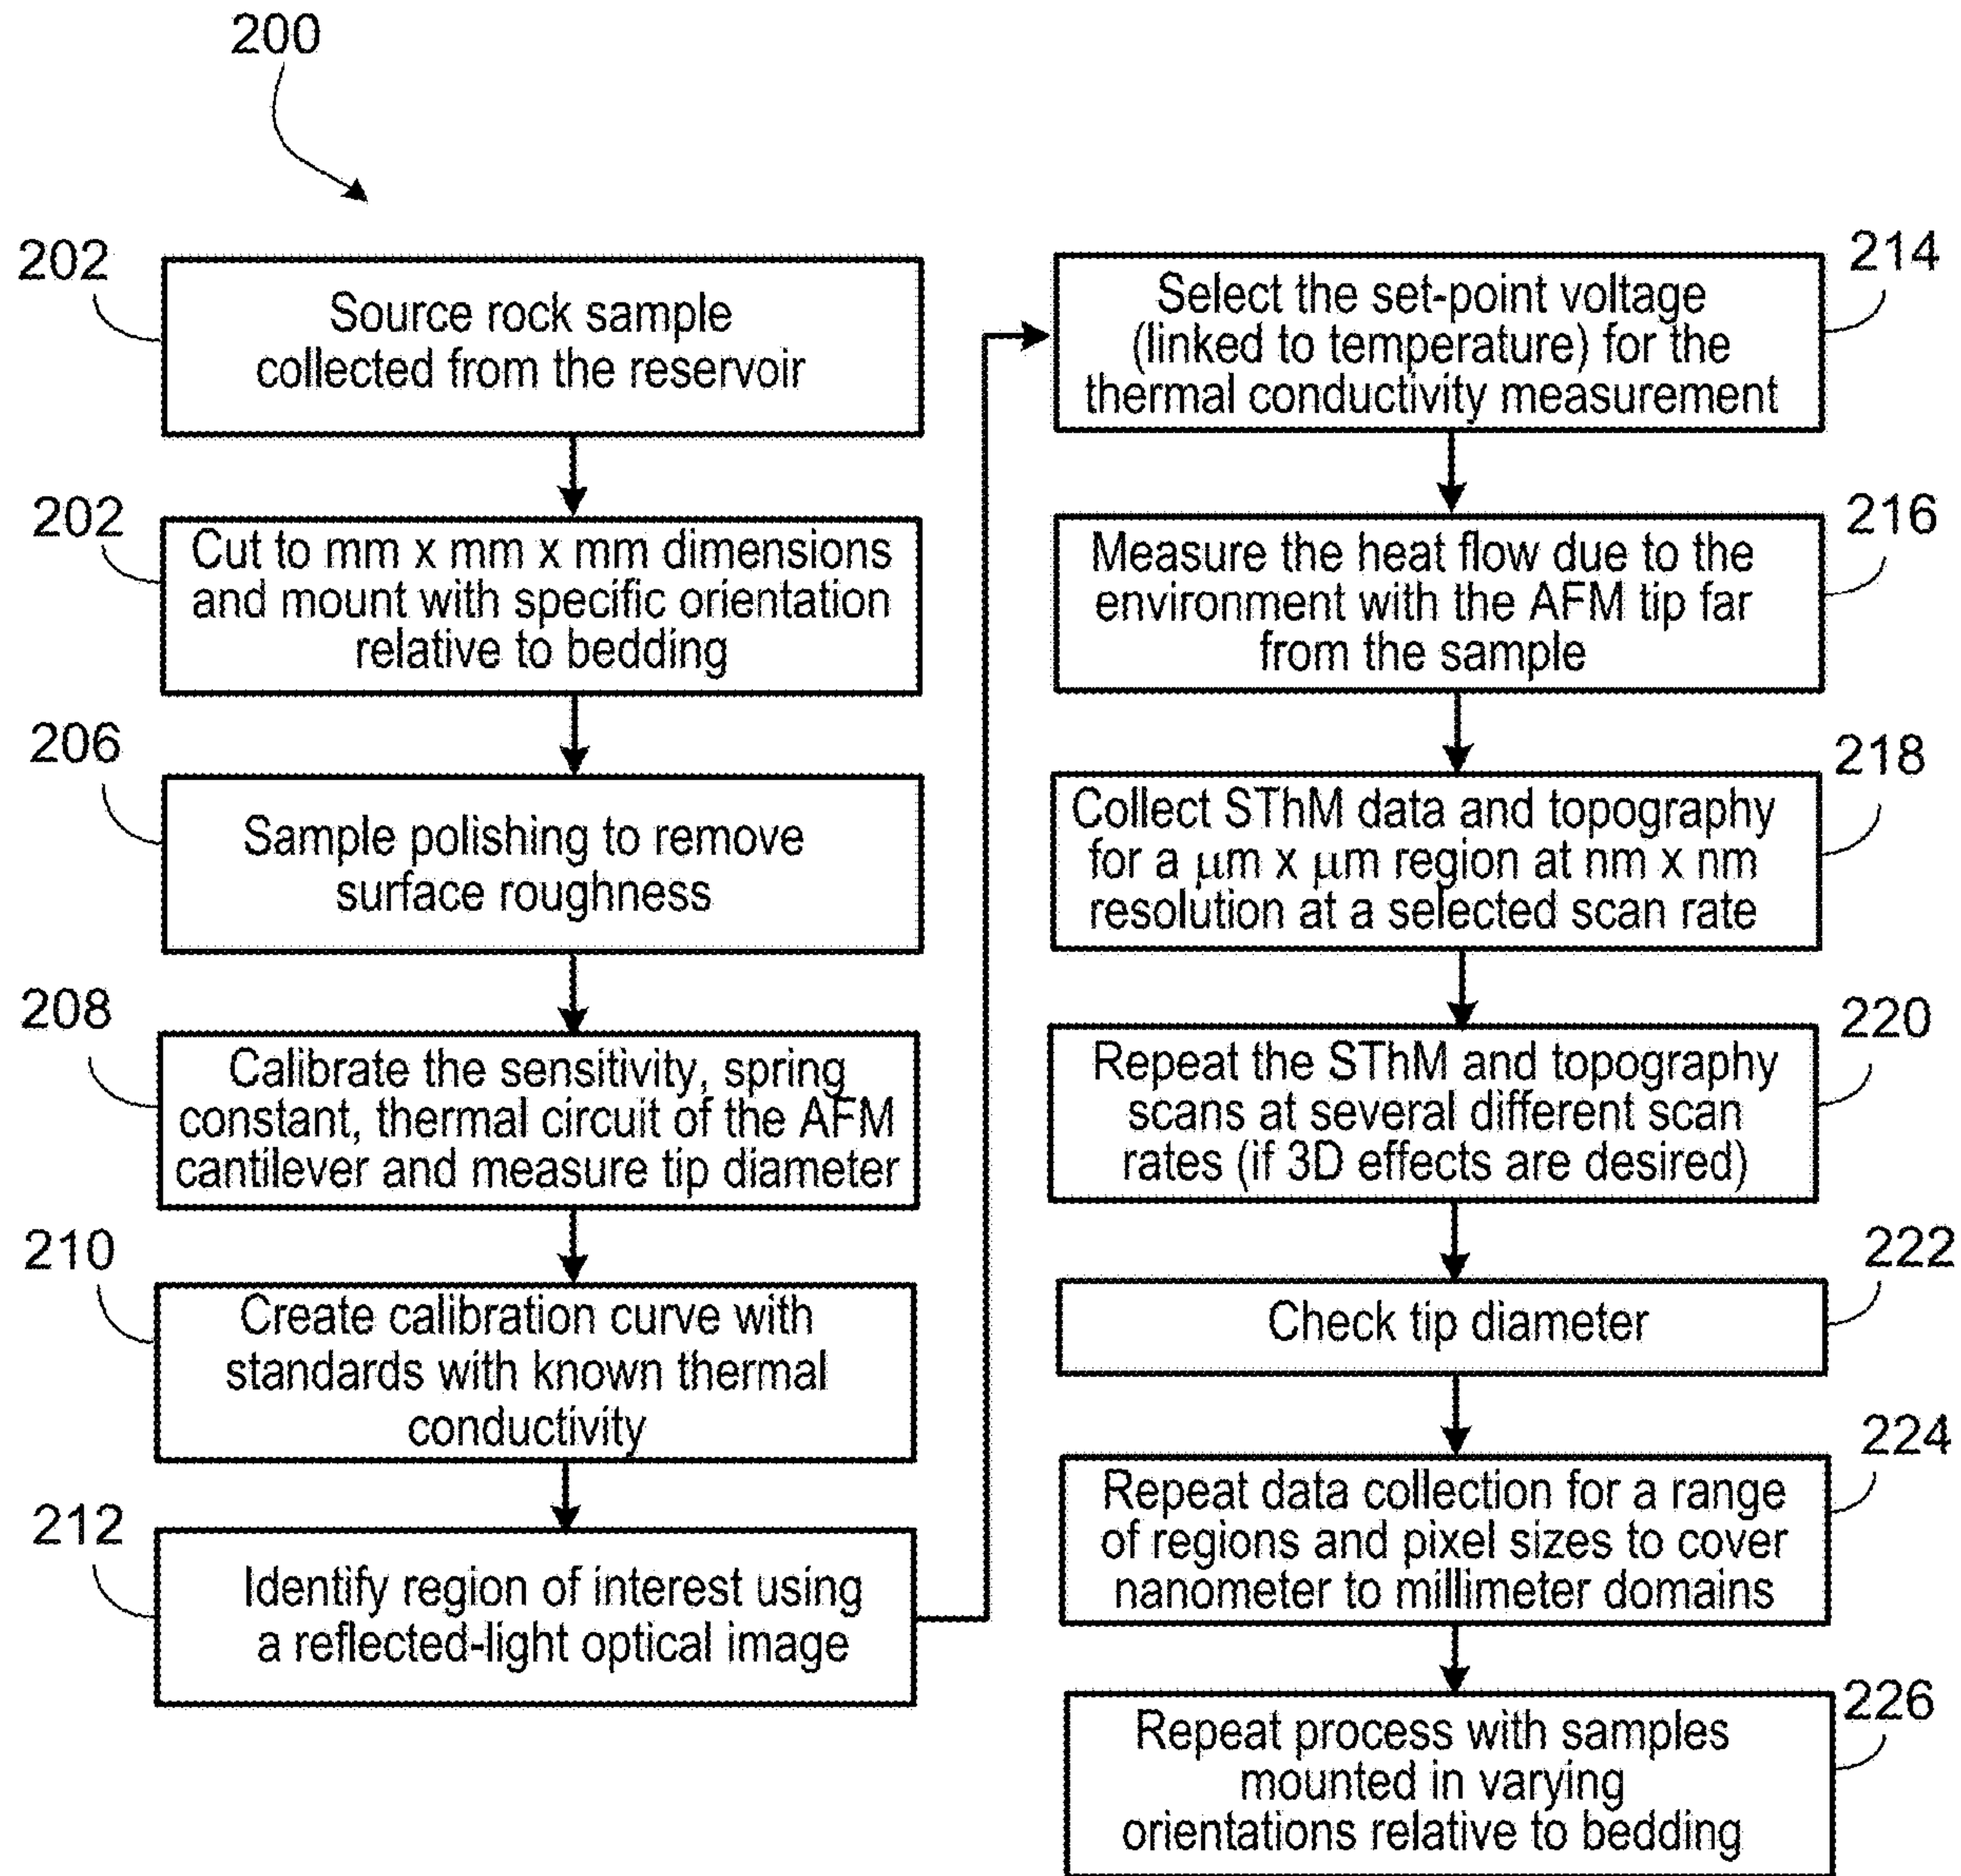 200
202
Source rock sample
collected from the reservoir
202
Cut to mm x mm x mm dimensions
and mount with specific orientation
relative to bedding
206
Sample polishing to remove
surface roughness
208
Calibrate the sensitivity, spring
constant, thermal circuit of the AFM
cantilever and measure tip diameter
210
Create calibration curve with
standards with known thermal
conductivity
212
Identify region of interest using
a reflected-light optical image
214
Select the set-point voltage
(linked to temperature) for the
thermal conductivity measurement
216
Measure the heat flow due to the
environment with the AFM tip far
from the sample
218
Collect SThM data and topography
for a μm x μm region at nm x nm
resolution at a selected scan rate
220
Repeat the SThM and topography
scans at several different scan
rates (if 3D effects are desired)
222
Check tip diameter
224
Repeat data collection for a range
of regions and pixel sizes to cover
nanometer to millimeter domains
226
Repeat process with samples
mounted in varying
orientations relative to bedding